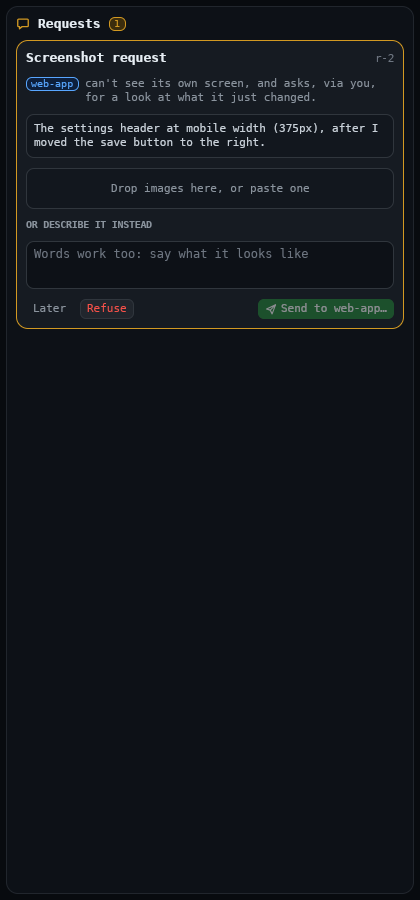 Requests 1
Screenshot request r-2
web-app can't see its own screen, and asks, via you,
for a look at what it just changed.
The settings header at mobile width (375px), after I
moved the save button to the right.
Drop images here, or paste one
OR DESCRIBE IT INSTEAD
Words work too: say what it looks like
Later Refuse Send to web-app…